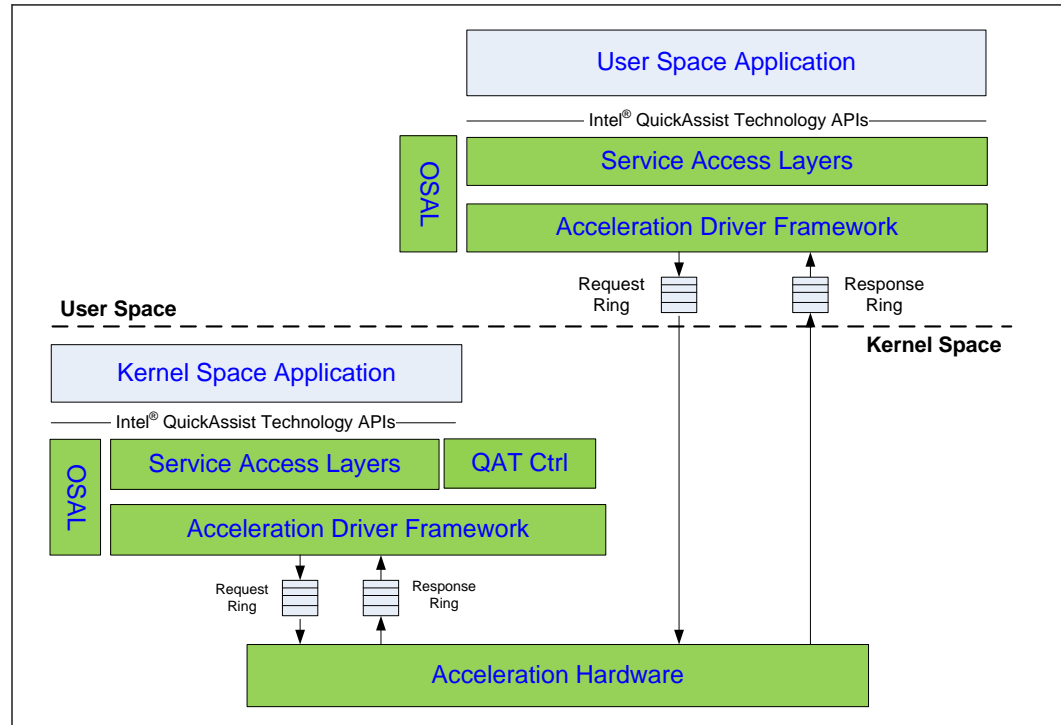 User Space Application
Intel® QuickAssist Technology APIs
OSAL
Service Access Layers
Acceleration Driver Framework
Request
Ring
Response
Ring
User Space
Kernel Space
Kernel Space Application
Intel® QuickAssist Technology APIs
OSAL
Service Access Layers
QAT Ctrl
Acceleration Driver Framework
Request
Ring
Response
Ring
Acceleration Hardware